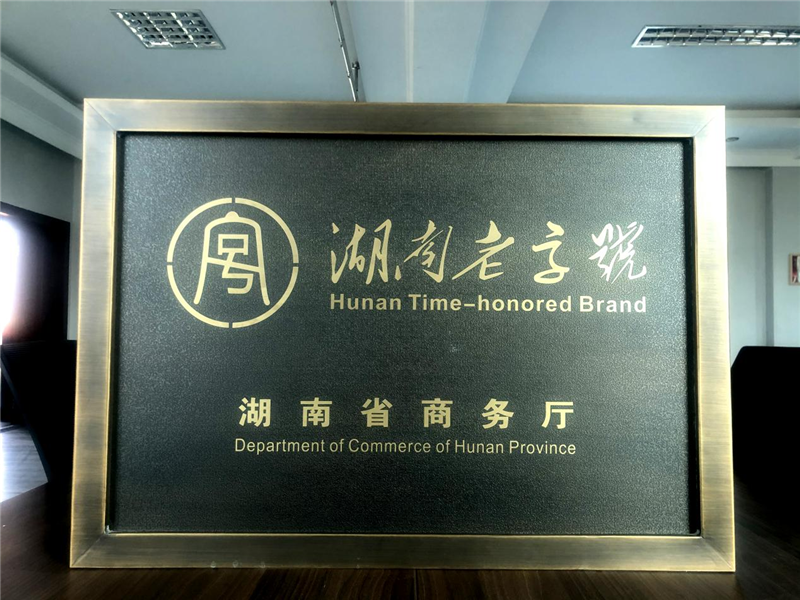 湖南老字號
Hunan Time-honored Brand
湖南省商务厅
Department of Commerce of Hunan Province